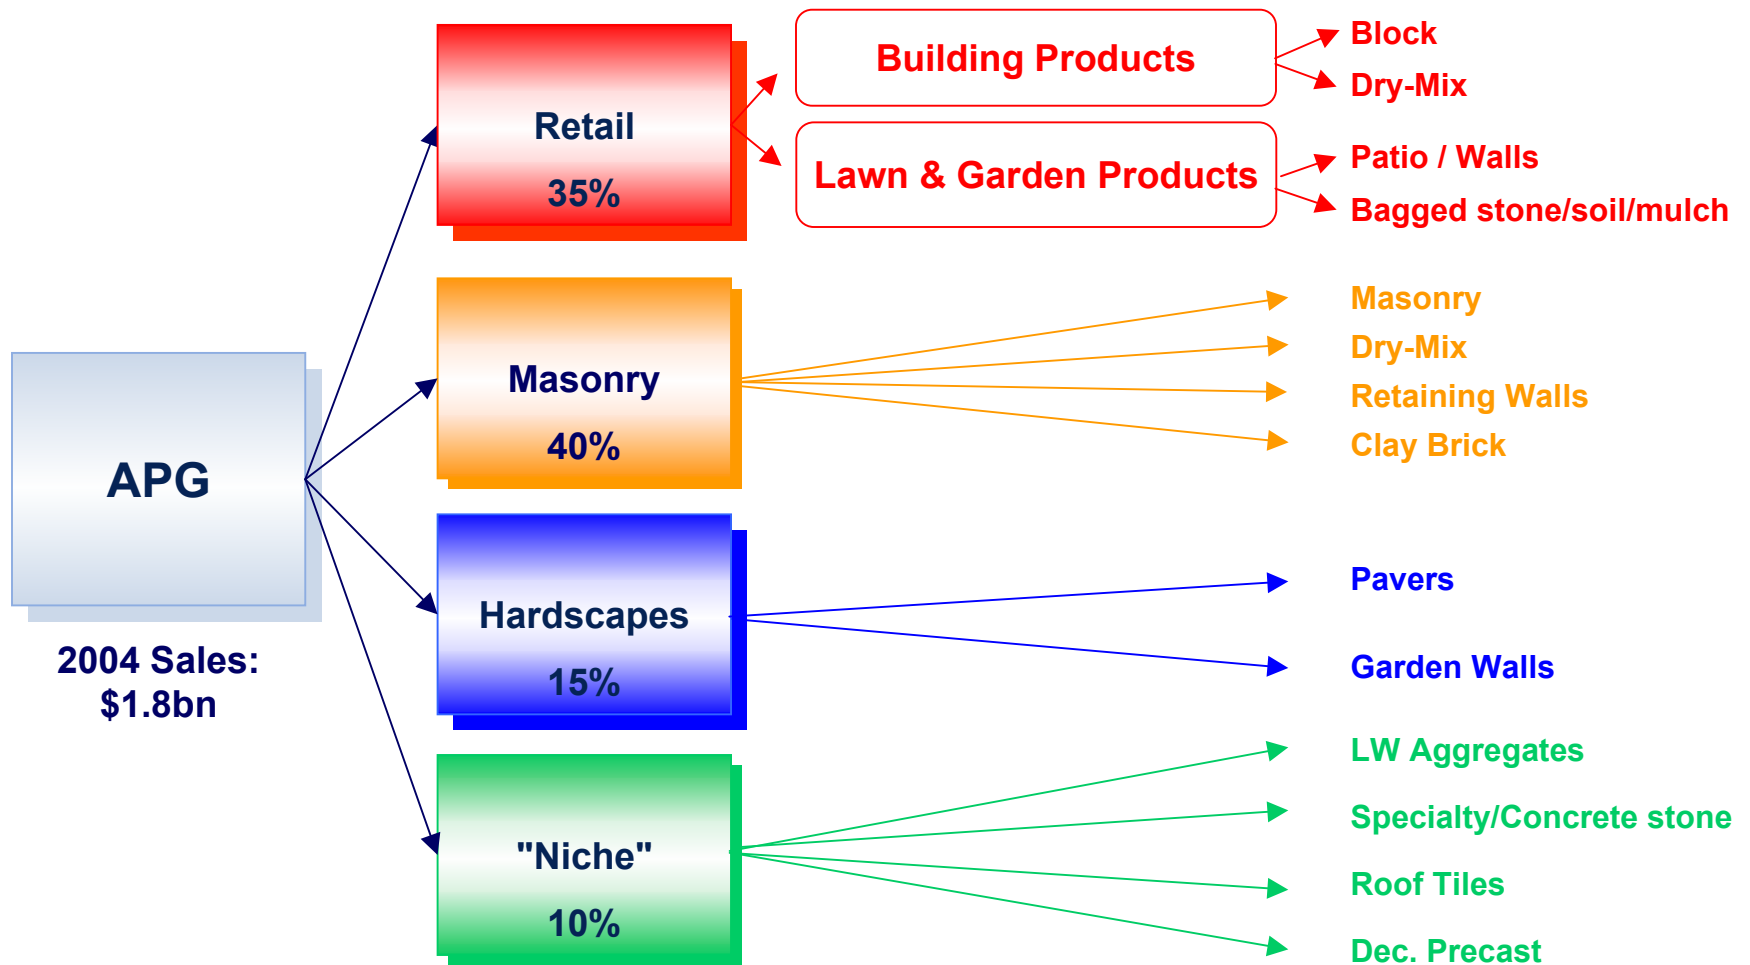 APG
2004 Sales:
$1.8bn
Retail
35%
Building Products
Block
Dry-Mix
Lawn & Garden Products
Patio / Walls
Bagged stone/soil/mulch
Masonry
40%
Masonry
Dry-Mix
Retaining Walls
Clay Brick
Hardscapes
15%
Pavers
Garden Walls
"Niche"
10%
LW Aggregates
Specialty/Concrete stone
Roof Tiles
Dec. Precast